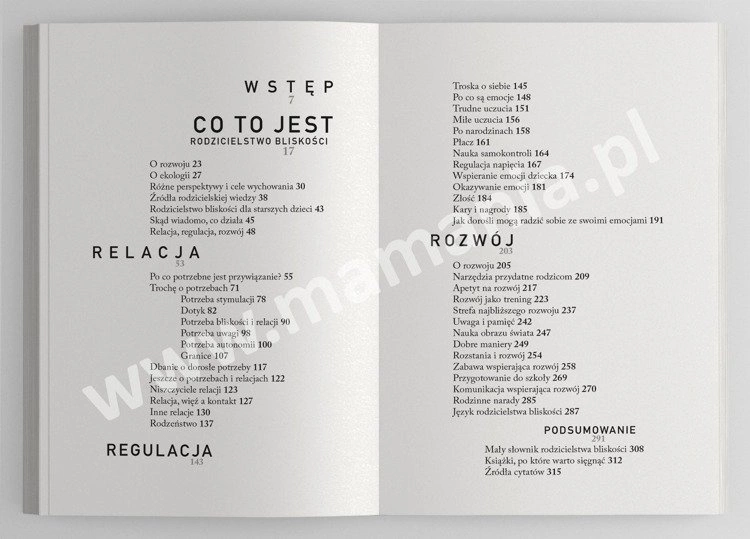 WSTĘP
7
CO TO JEST
RODZICIELSTWO BLISKOŚCI
17
O rozwoju 23
O ekologii 27
Różne perspektywy i cele wychowania 30
Źródła rodzicielskiej wiedzy 38
Rodzicielstwo bliskości dla starszych dzieci 43
Skąd wiadomo, co działa 45
Relacja, regulacja, rozwój 48
RELACJA
53
Po co potrzebne jest przywiązanie? 55
Trochę o potrzebach 71
Potrzeba stymulacji 78
Dotyk 82
Potrzeba bliskości i relacji 90
Potrzeba uwagi 98
Potrzeba autonomii 100
Granice 107
Dbanie o dorosłe potrzeby 117
Jeszcze o potrzebach i relacjach 122
Niszczyciele relacji 123
Relacja, więź a kontakt 127
Inne relacje 130
Rodzeństwo 137
REGULACJA
143
Troska o siebie 145
Po co są emocje 148
Trudne uczucia 151
Miłe uczucia 156
Po narodzinach 158
Płacz 161
Nauka samokontroli 164
Regulacja napięcia 167
Wspieranie emocji dziecka 174
Okazywanie emocji 181
Złość 184
Kary i nagrody 185
Jak dorośli mogą radzić sobie ze swoimi emocjami 191
ROZWÓJ
203
O rozwoju 205
Narzędzia przydatne rodzicom 209
Apetyt na rozwój 217
Rozwój jako trening 223
Strefa najbliższego rozwoju 237
Uwaga i pamięć 242
Nauka obrazu świata 247
Dobre maniery 249
Rozstania i rozwój 254
Zabawa wspierająca rozwój 258
Przygotowanie do szkoły 269
Komunikacja wspierająca rozwój 270
Rodzinne narady 285
Język rodzicielstwa bliskości 287
PODSUMOWANIE
291
Mały słownik rodzicielstwa bliskości 308
Książki, po które warto sięgnąć 312
Źródła cytatów 315
www.mamania.pl